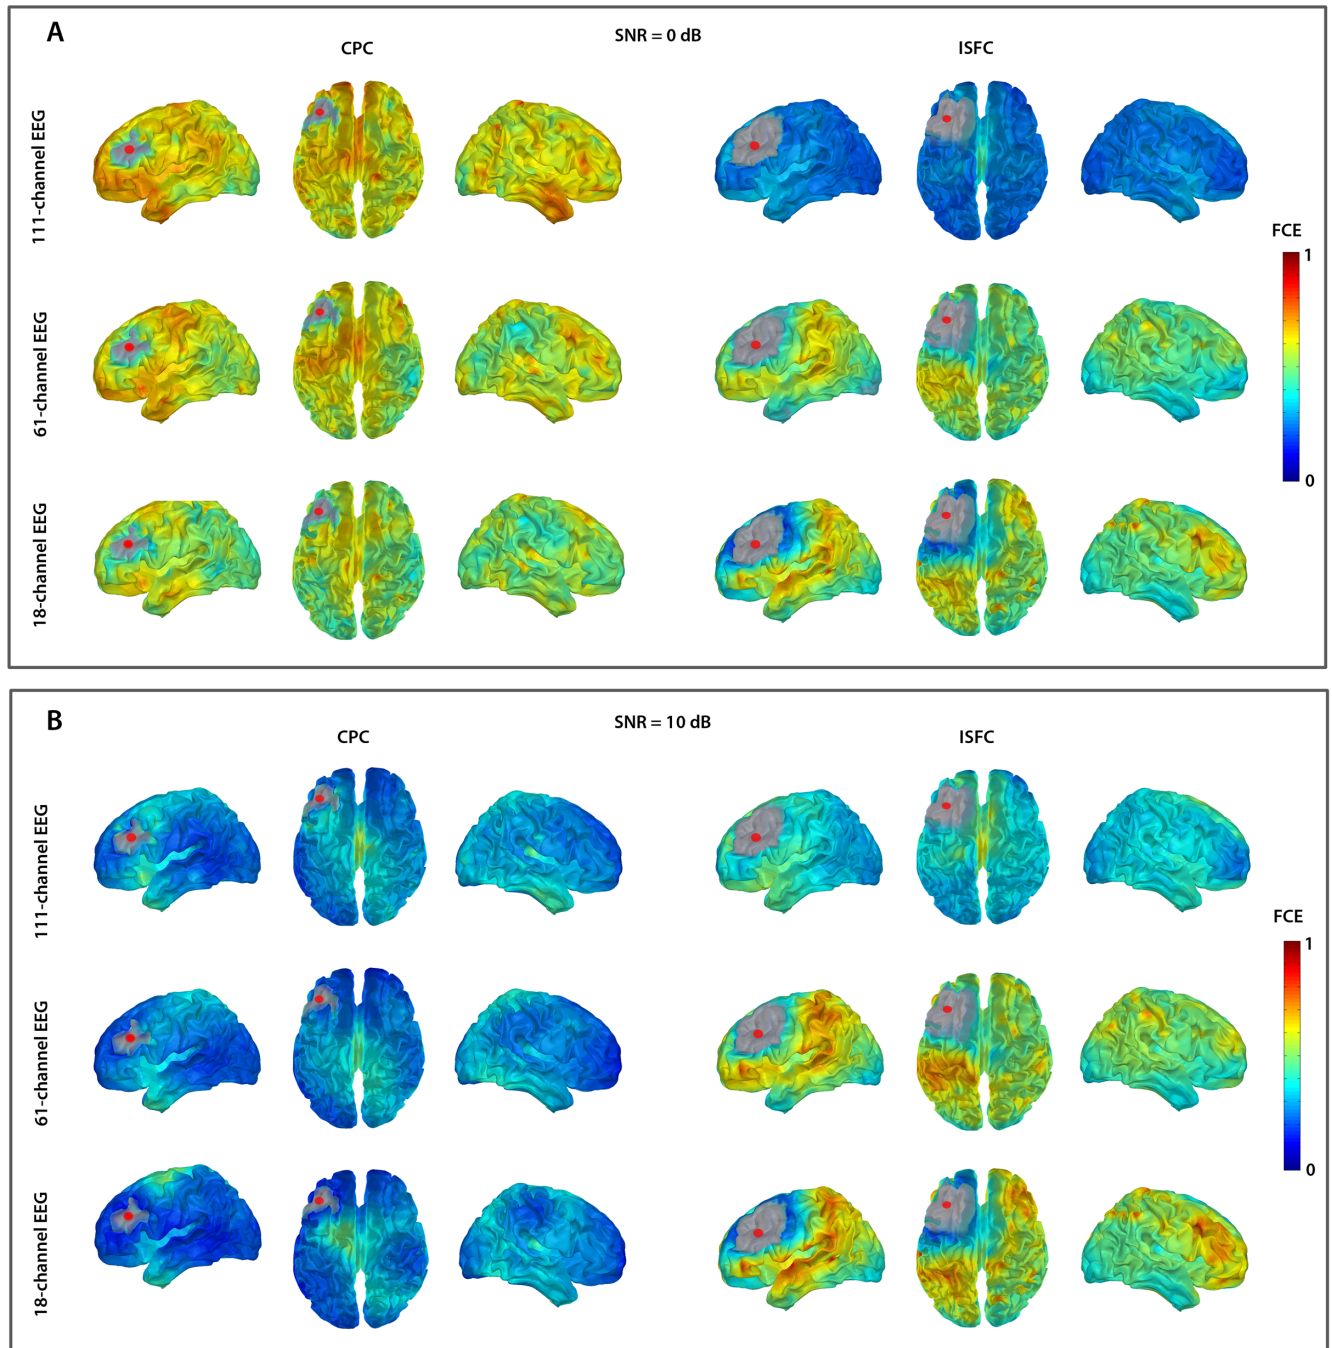 A
SNR = 0 dB
CPC
ISFC
111-channel EEG
61-channel EEG
18-channel EEG
FCE
1
0
B
SNR = 10 dB
CPC
ISFC
111-channel EEG
61-channel EEG
18-channel EEG
FCE
1
0